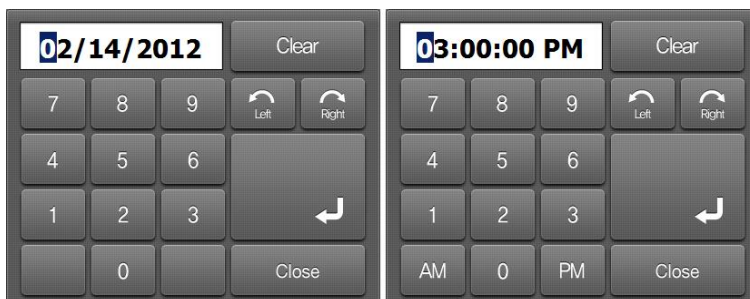 02/14/2012 Clear
7 8 9 Left Right
4 5 6
1 2 3
0 Close
03:00:00 PM Clear
7 8 9 Left Right
4 5 6
1 2 3
AM 0 PM Close